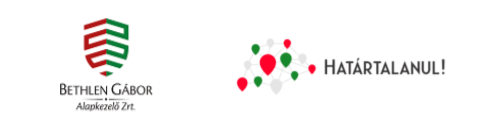 BETHLEN GÁBOR
Alapkezelő Zrt.
HATÁRTALANUL!